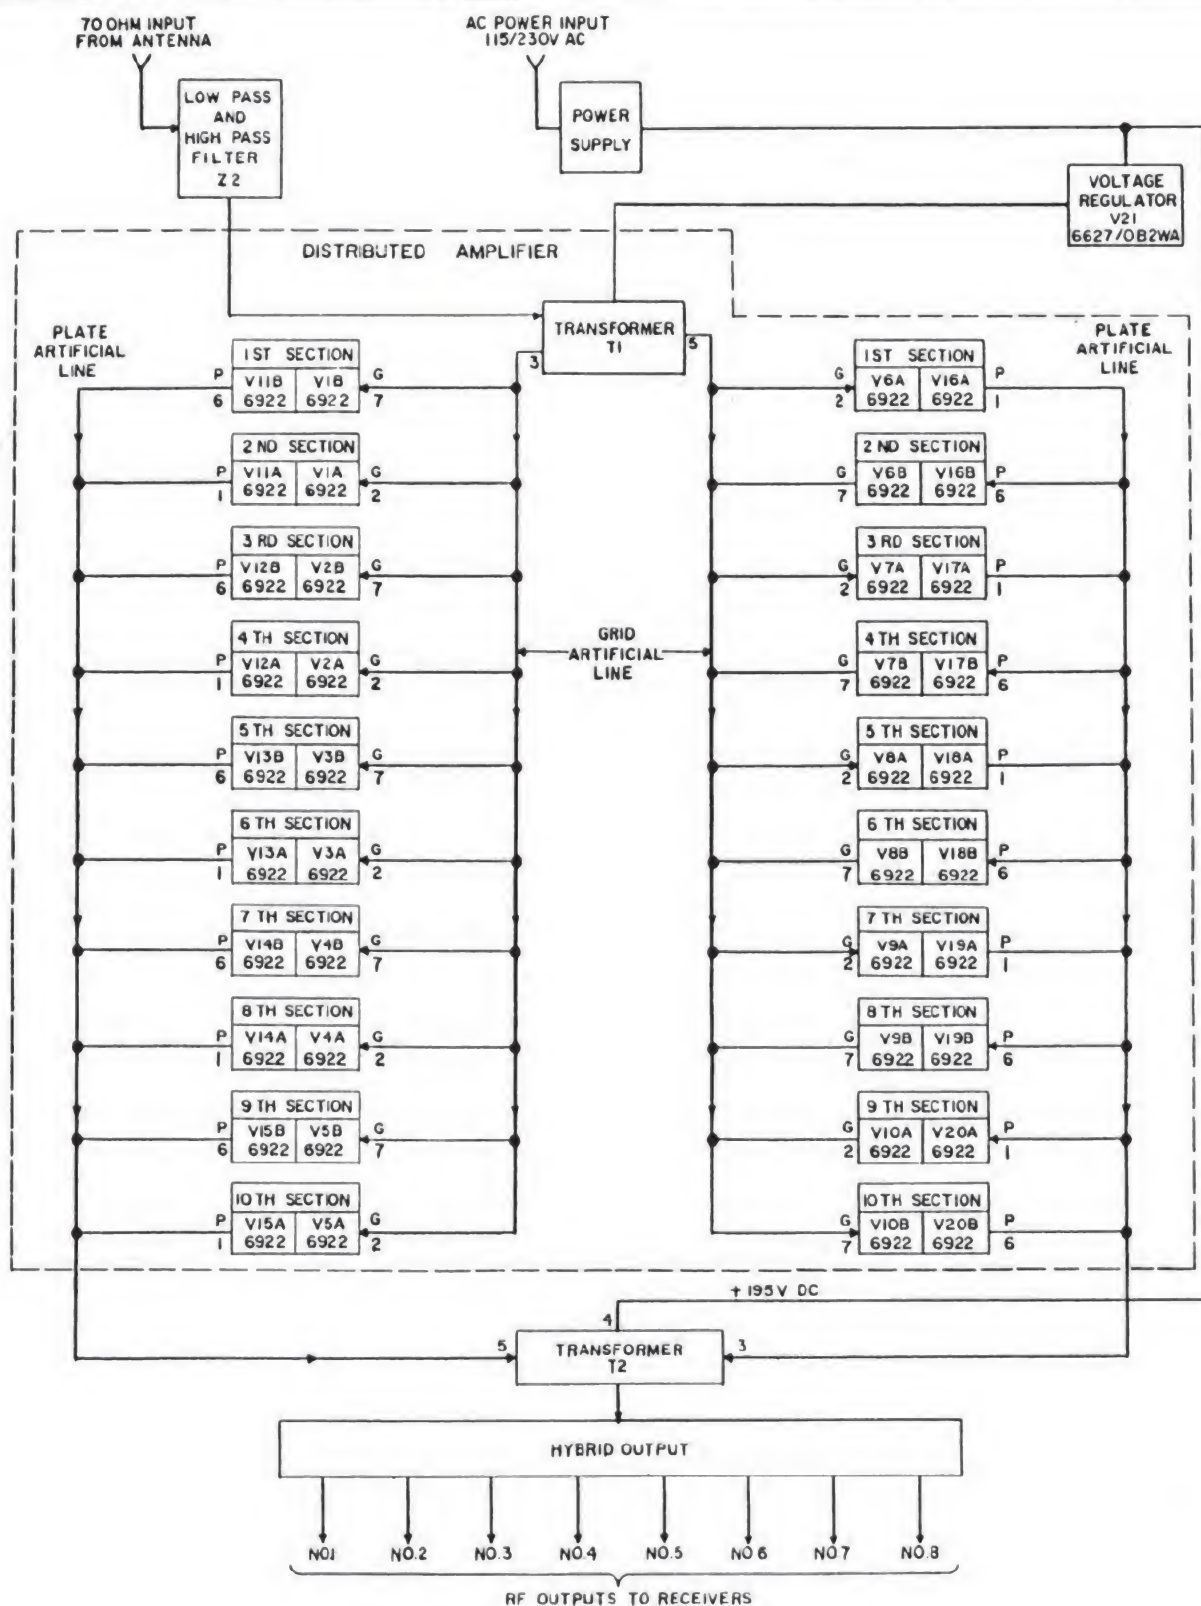 70 OHM INPUT
FROM ANTENNA
AC POWER INPUT
115/230V AC
LOW PASS
AND
HIGH PASS
FILTER
Z2
POWER
SUPPLY
VOLTAGE
REGULATOR
V21
6627/OB2WA
DISTRIBUTED AMPLIFIER
TRANSFORMER
T1
3
5
PLATE
ARTIFICIAL
LINE
PLATE
ARTIFICIAL
LINE
GRID
ARTIFICIAL
LINE
1ST SECTION
P V11B V1B G
6 6922 6922 7
2ND SECTION
P V11A V1A G
1 6922 6922 2
3RD SECTION
P V12B V2B G
6 6922 6922 7
4TH SECTION
P V12A V2A G
1 6922 6922 2
5TH SECTION
P V13B V3B G
6 6922 6922 7
6TH SECTION
P V13A V3A G
1 6922 6922 2
7TH SECTION
P V14B V4B G
6 6922 6922 7
8TH SECTION
P V14A V4A G
1 6922 6922 2
9TH SECTION
P V15B V5B G
6 6922 6922 7
10TH SECTION
P V15A V5A G
1 6922 6922 2
1ST SECTION
G V6A V16A P
2 6922 6922 1
2ND SECTION
G V6B V16B P
7 6922 6922 6
3RD SECTION
G V7A V17A P
2 6922 6922 1
4TH SECTION
G V7B V17B P
7 6922 6922 6
5TH SECTION
G V8A V18A P
2 6922 6922 1
6TH SECTION
G V8B V18B P
7 6922 6922 6
7TH SECTION
G V9A V19A P
2 6922 6922 1
8TH SECTION
G V9B V19B P
7 6922 6922 6
9TH SECTION
G V10A V20A P
2 6922 6922 1
10TH SECTION
G V10B V20B P
7 6922 6922 6
+195V DC
4
5
TRANSFORMER
T2
3
HYBRID OUTPUT
NO.1 NO.2 NO.3 NO.4 NO.5 NO.6 NO.7 NO.8
RF OUTPUTS TO RECEIVERS